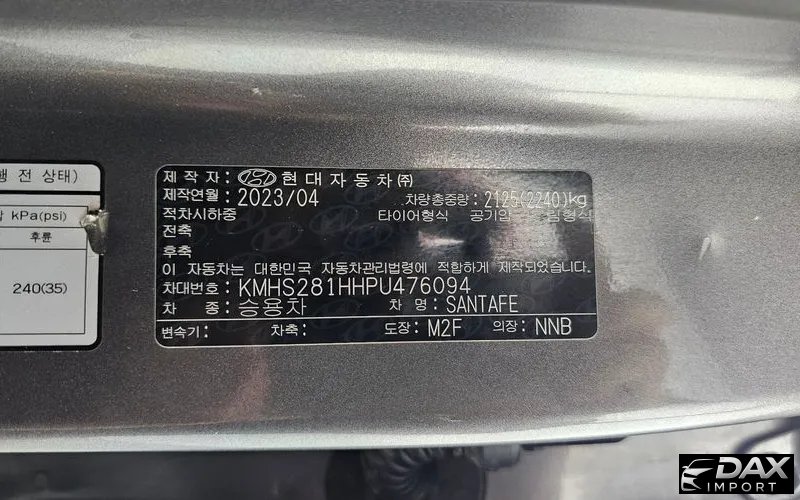 행 전 상태)
압 kPa(psi)
후륜
240(35)
제 작 자: 현대자동차㈜
제작연월: 2023/04 차량총중량: 2125(2240)kg
적차시하중 타이어형식 공기압 림형식
전축
후축
이 자동차는 대한민국 자동차관리법령에 적합하게 제작되었습니다.
차대번호: KMHS281HHPU476094
차 종: 승용차 차 명: SANTAFE
변속기: 차축: 도장: M2F 의장: NNB
DAX
IMPORT